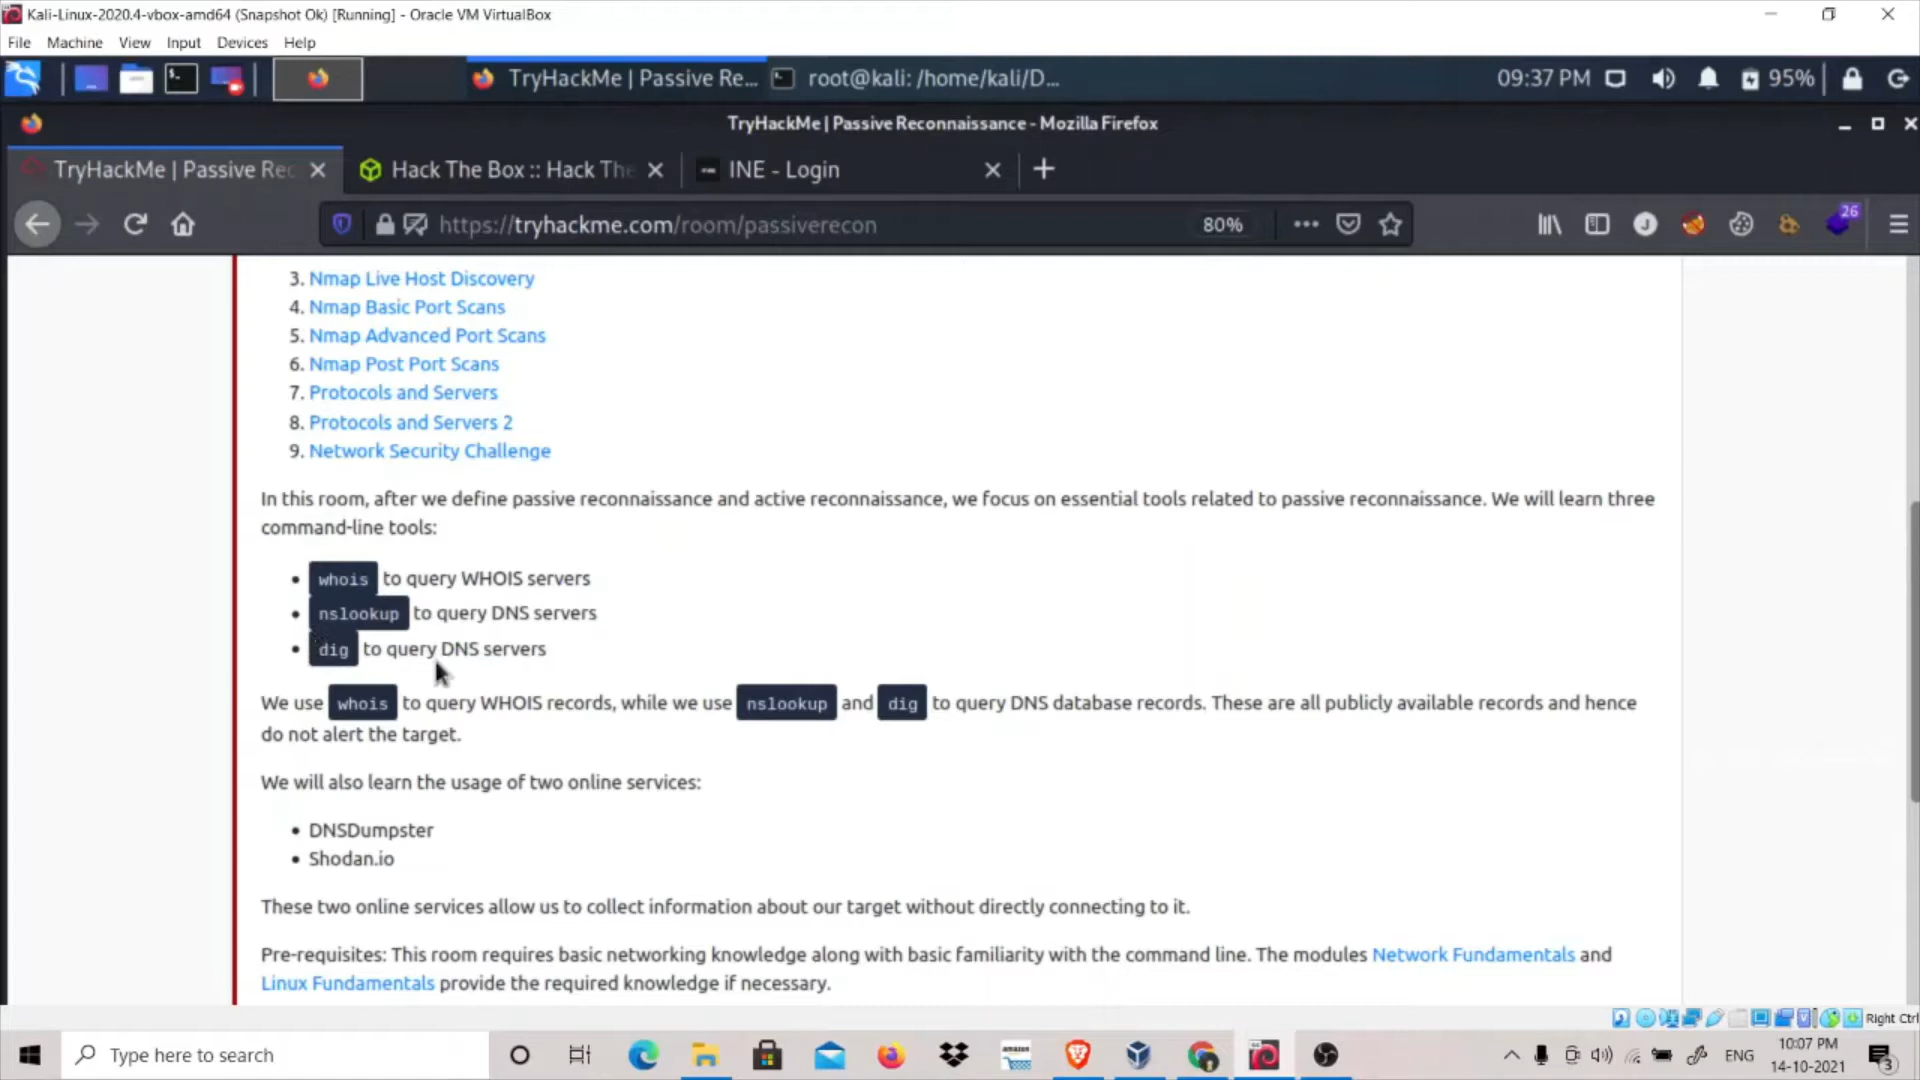 Kali-Linux-2020.4-vbox-amd64 (Snapshot Ok) [Running] - Oracle VM VirtualBox
File Machine View Input Devices Help
TryHackMe | Passive Re... root@kali: /home/kali/D... 09:37 PM 95%
TryHackMe | Passive Reconnaissance - Mozilla Firefox
TryHackMe | Passive Rec Hack The Box :: Hack The INE - Login
https://tryhackme.com/room/passiverecon 80% 26
3. Nmap Live Host Discovery
4. Nmap Basic Port Scans
5. Nmap Advanced Port Scans
6. Nmap Post Port Scans
7. Protocols and Servers
8. Protocols and Servers 2
9. Network Security Challenge
In this room, after we define passive reconnaissance and active reconnaissance, we focus on essential tools related to passive reconnaissance. We will learn three
command-line tools:
• whois to query WHOIS servers
• nslookup to query DNS servers
• dig to query DNS servers
We use whois to query WHOIS records, while we use nslookup and dig to query DNS database records. These are all publicly available records and hence
do not alert the target.
We will also learn the usage of two online services:
• DNSDumpster
• Shodan.io
These two online services allow us to collect information about our target without directly connecting to it.
Pre-requisites: This room requires basic networking knowledge along with basic familiarity with the command line. The modules Network Fundamentals and
Linux Fundamentals provide the required knowledge if necessary.
Right Ctrl
Type here to search amazon ENG 10:07 PM
14-10-2021 3